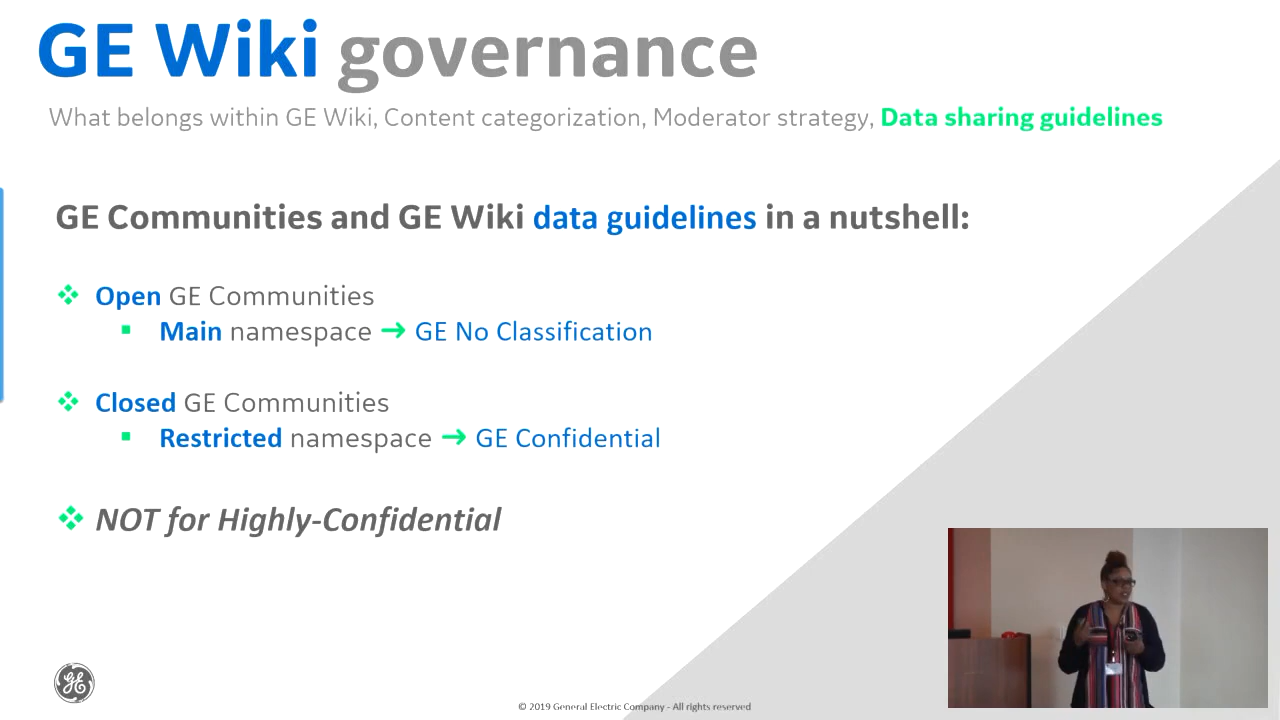 GE Wiki governance
What belongs within GE Wiki, Content categorization, Moderator strategy, Data sharing guidelines
GE Communities and GE Wiki data guidelines in a nutshell:
❖ Open GE Communities
▪ Main namespace → GE No Classification
❖ Closed GE Communities
▪ Restricted namespace → GE Confidential
❖ NOT for Highly-Confidential
GE
© 2019 General Electric Company - All rights reserved